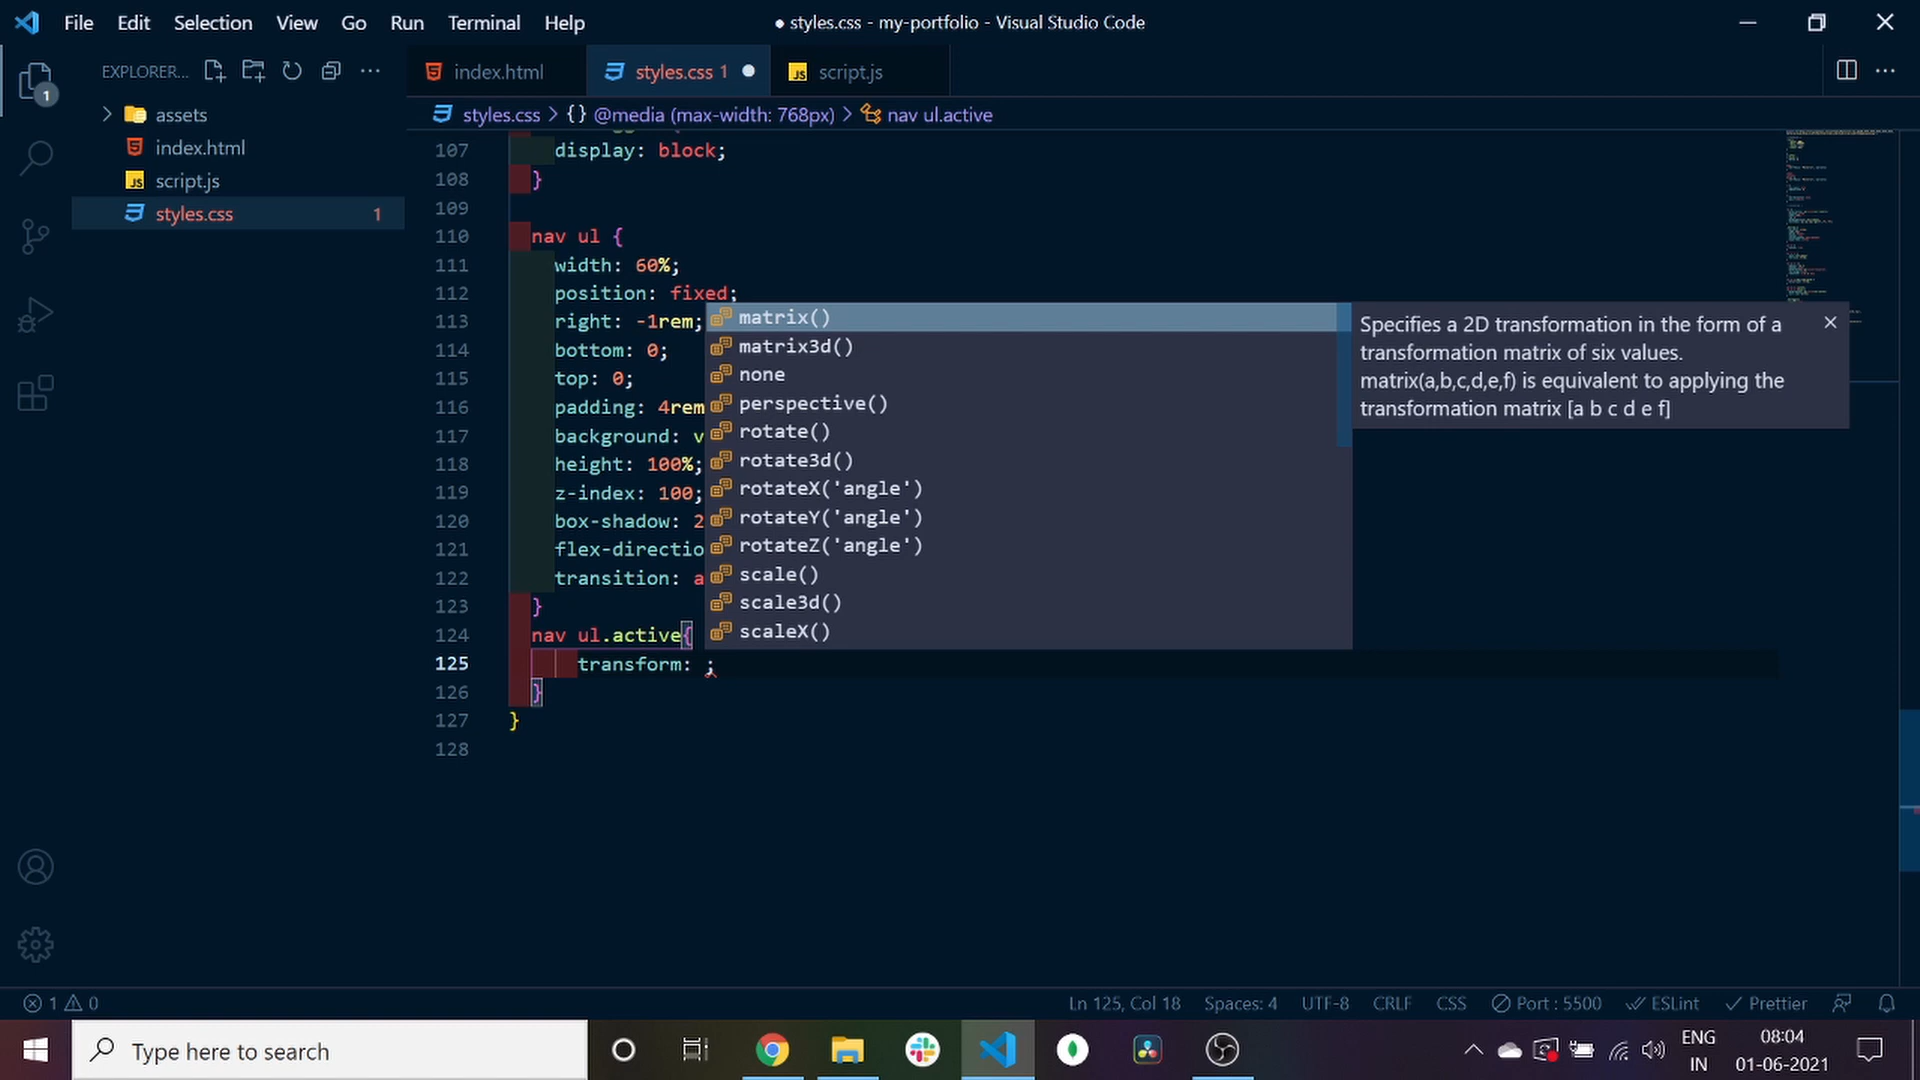 File Edit Selection View Go Run Terminal Help
● styles.css - my-portfolio - Visual Studio Code
EXPLORER...
index.html
styles.css 1
script.js
1
assets
index.html
script.js
styles.css 1
styles.css > {} @media (max-width: 768px) > nav ul.active
107 display: block;
108 }
109
110 nav ul {
111 width: 60%;
112 position: fixed;
113 right: -1rem;
114 bottom: 0;
115 top: 0;
116 padding: 4rem
117 background: v
118 height: 100%;
119 z-index: 100;
120 box-shadow: 2
121 flex-directio
122 transition: a
123 }
124 nav ul.active{
125 transform: ;
126 }
127 }
128
matrix()
matrix3d()
none
perspective()
rotate()
rotate3d()
rotateX('angle')
rotateY('angle')
rotateZ('angle')
scale()
scale3d()
scaleX()
Specifies a 2D transformation in the form of a
transformation matrix of six values.
matrix(a,b,c,d,e,f) is equivalent to applying the
transformation matrix [a b c d e f]
1 0
Ln 125, Col 18 Spaces: 4 UTF-8 CRLF CSS Port : 5500 ESLint Prettier
Type here to search
ENG
IN
08:04
01-06-2021